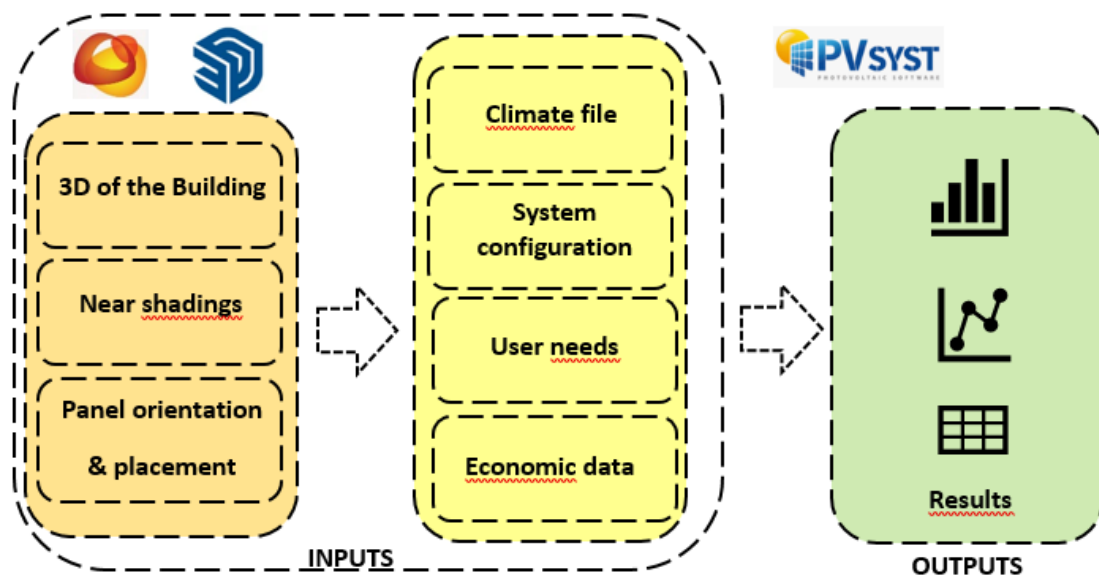 3D of the Building
Near shadings
Panel orientation
& placement
Climate file
System
configuration
User needs
Economic data
INPUTS
PVSYST
PHOTOVOLTAIC SOFTWARE
Results
OUTPUTS